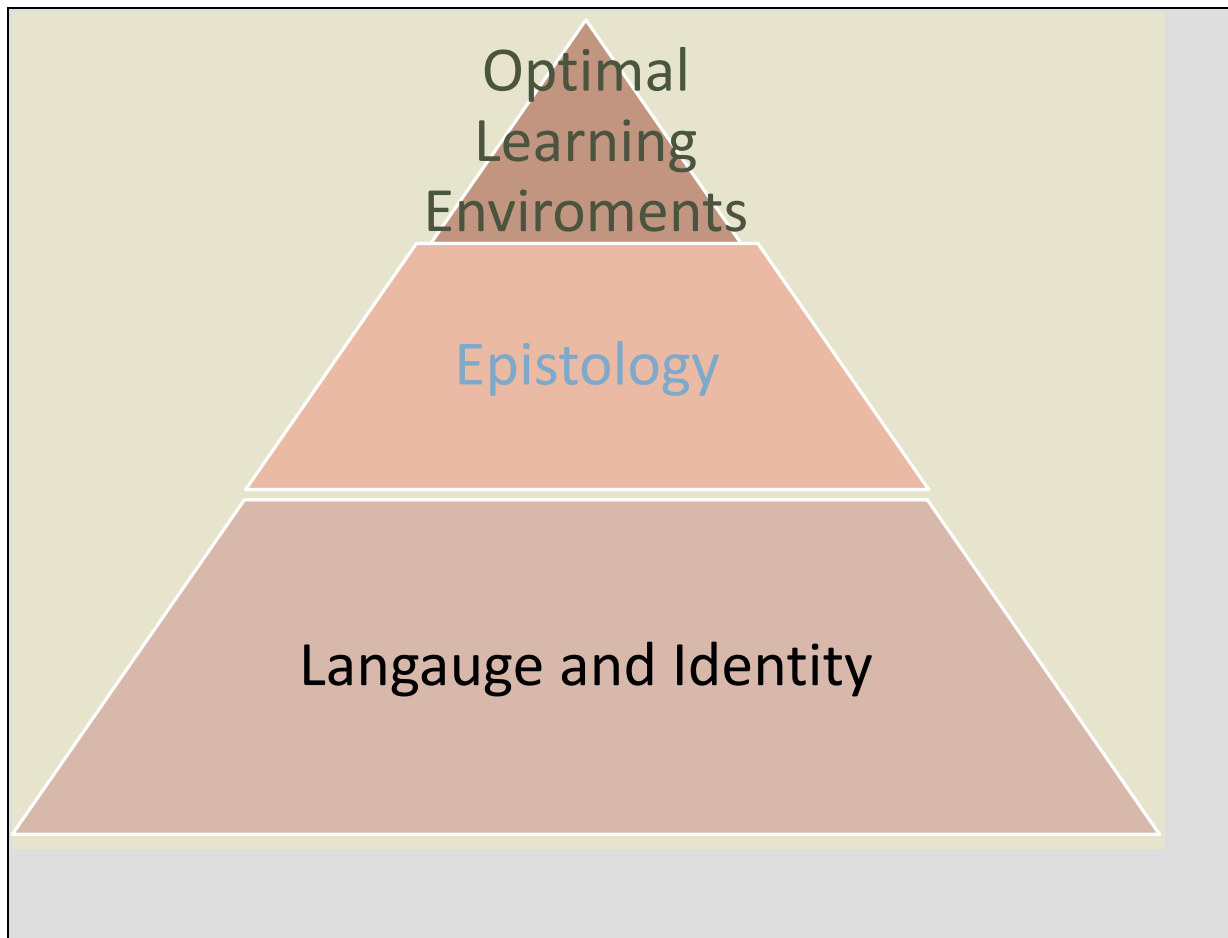 Optimal
Learning
Enviroments
Epistology
Langauge and Identity